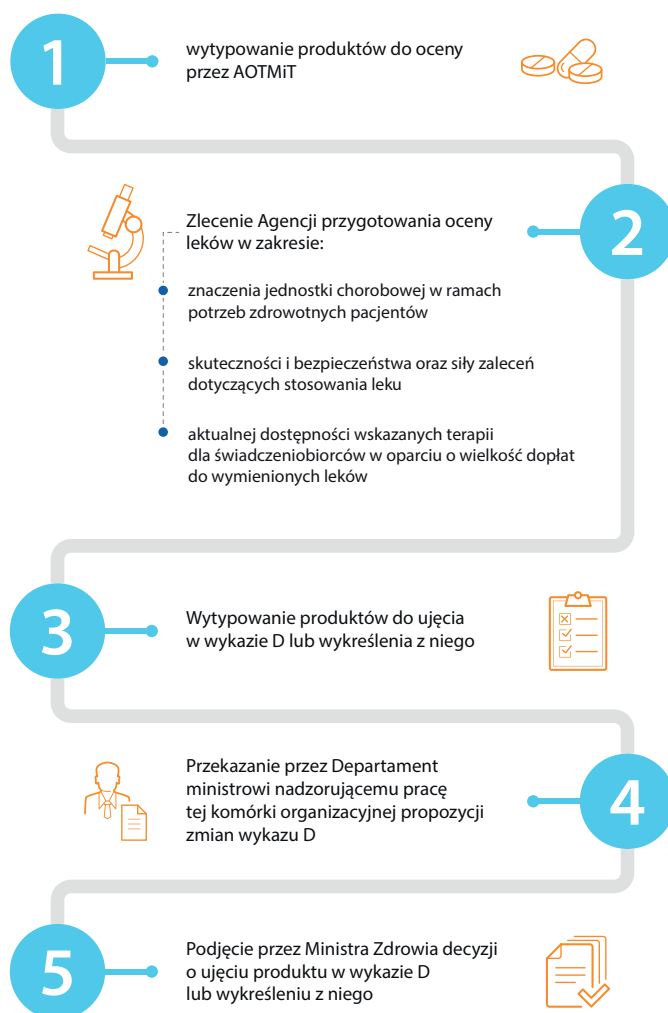 1
wytypowanie produktów do oceny
przez AOTMiT
2
Zlecenie Agencji przygotowania oceny
leków w zakresie:
znaczenia jednostki chorobowej w ramach
potrzeb zdrowotnych pacjentów
skuteczności i bezpieczeństwa oraz siły zaleceń
dotyczących stosowania leku
aktualnej dostępności wskazanych terapii
dla świadczeniobiorców w oparciu o wielkość dopłat
do wymienionych leków
3
Wytypowanie produktów do ujęcia
w wykazie D lub wykreślenia z niego
4
Przekazanie przez Departament
ministrowi nadzorującemu pracę
tej komórki organizacyjnej propozycji
zmian wykazu D
5
Podjęcie przez Ministra Zdrowia decyzji
o ujęciu produktu w wykazie D
lub wykreśleniu z niego